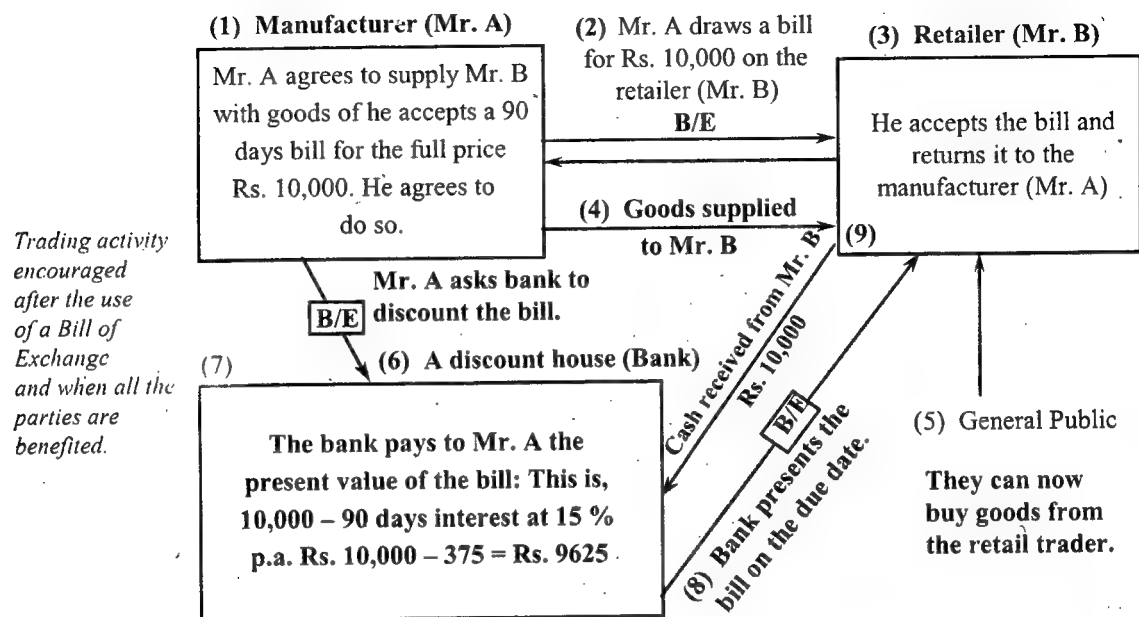 (1) Manufacturer (Mr. A)
Mr. A agrees to supply Mr. B
with goods of he accepts a 90
days bill for the full price
Rs. 10,000. He agrees to
do so.
(2) Mr. A draws a bill
for Rs. 10,000 on the
retailer (Mr. B)
B/E
(3) Retailer (Mr. B)
He accepts the bill and
returns it to the
manufacturer (Mr. A)
(9)
(4) Goods supplied
to Mr. B
Trading activity
encouraged
after the use
of a Bill of
Exchange
and when all the
parties are
benefited.
Mr. A asks bank to
discount the bill.
B/E
(6) A discount house (Bank)
(7)
The bank pays to Mr. A the
present value of the bill: This is,
10,000 – 90 days interest at 15 %
p.a. Rs. 10,000 – 375 = Rs. 9625
Cash received from Mr. B
Rs. 10,000
B/E
(8) Bank presents the
bill on the due date.
(5) General Public
They can now
buy goods from
the retail trader.